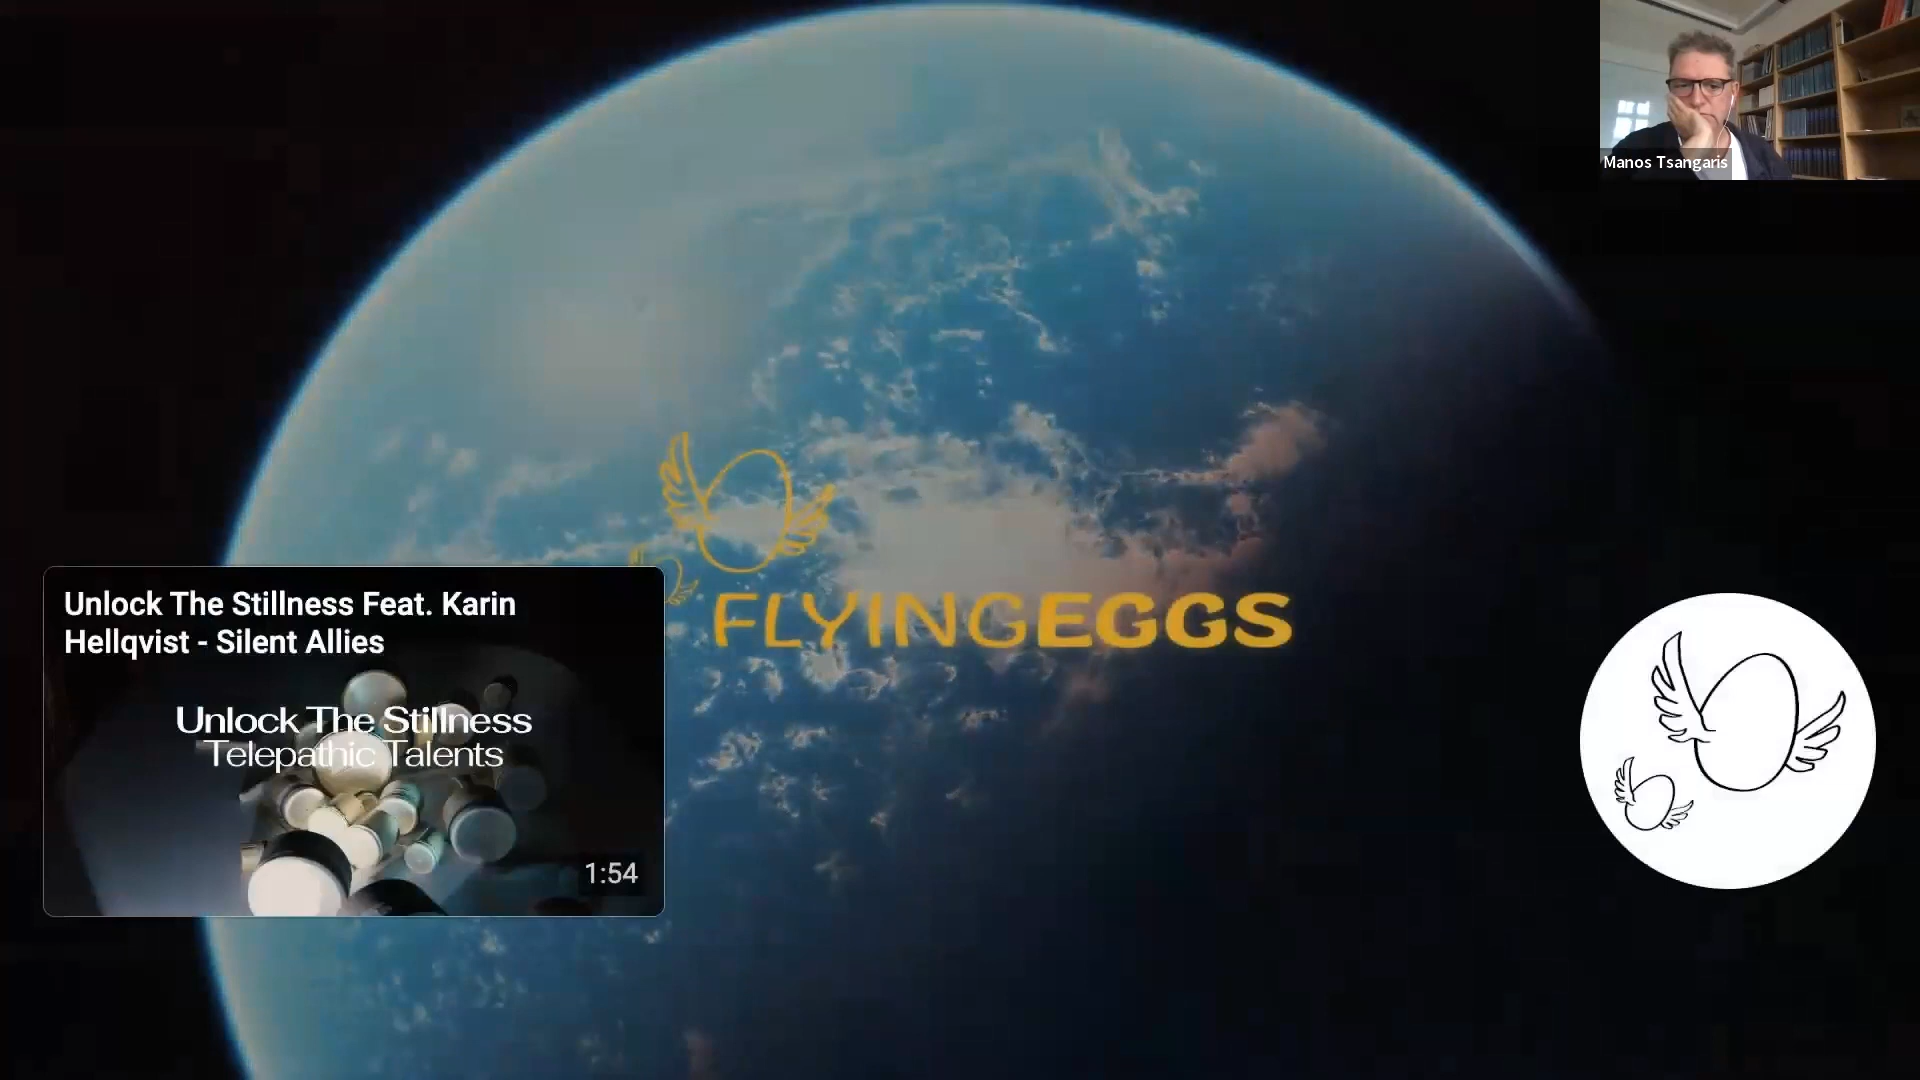 Manos Tsangaris
FLYINGEGGS
Unlock The Stillness Feat. Karin
Hellqvist - Silent Allies
Unlock The Stillness
Telepathic Talents
1:54